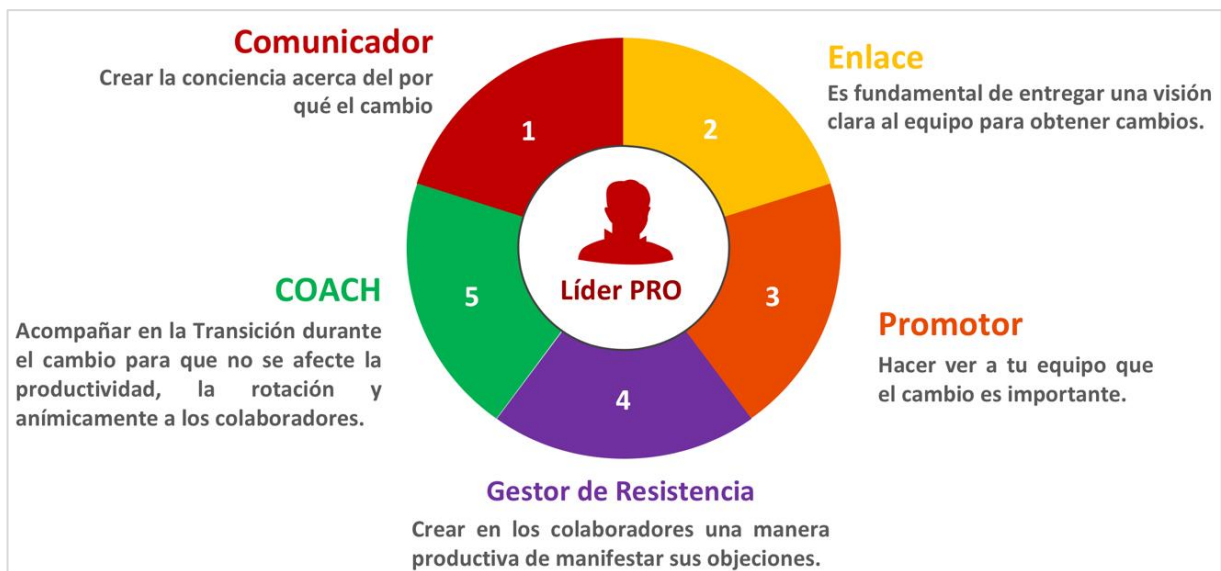 Comunicador
Crear la conciencia acerca del por
qué el cambio
1
2
Enlace
Es fundamental de entregar una visión
clara al equipo para obtener cambios.
Líder PRO
3
Promotor
Hacer ver a tu equipo que
el cambio es importante.
4
Gestor de Resistencia
Crear en los colaboradores una manera
productiva de manifestar sus objeciones.
5
COACH
Acompañar en la Transición durante
el cambio para que no se afecte la
productividad, la rotación y
anímicamente a los colaboradores.